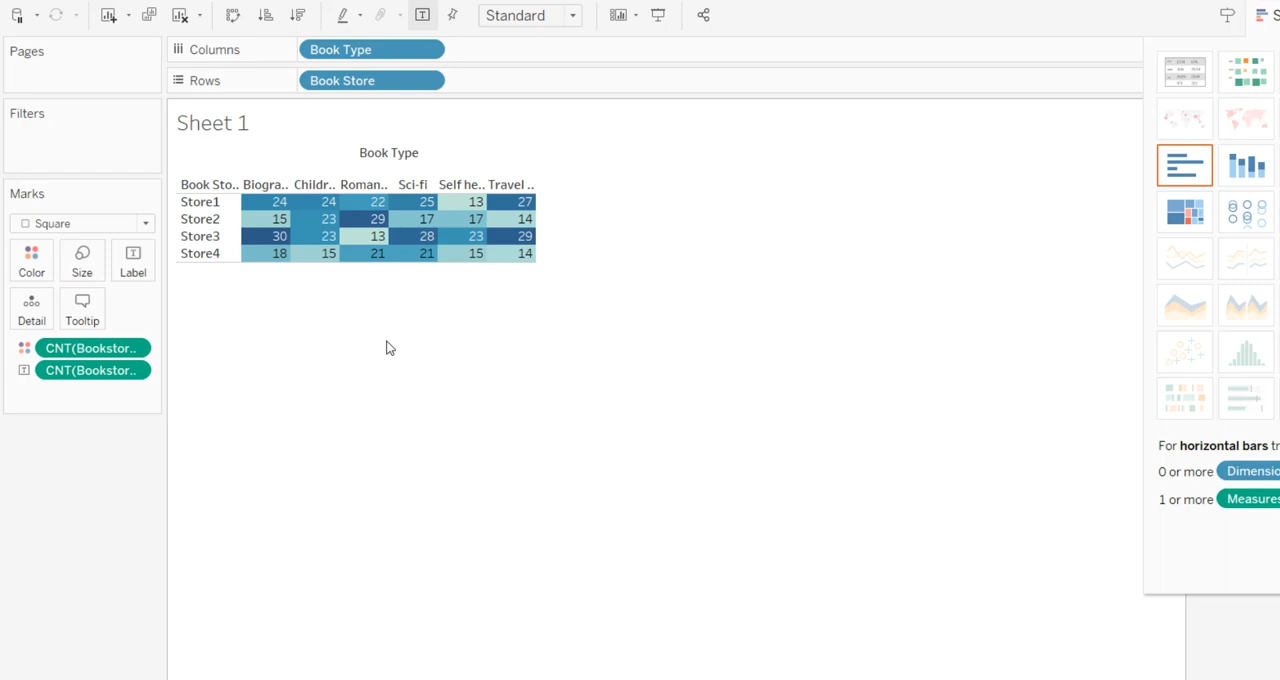 Standard
S
Pages
Columns
Book Type
Rows
Book Store
Filters
Sheet 1
Book Type
Marks
Book Sto.. Biogra.. Childr.. Roman.. Sci-fi Self he.. Travel ..
Store1 24 24 22 25 13 27
Store2 15 23 29 17 17 14
Store3 30 23 13 28 23 29
Store4 18 15 21 21 15 14
Square
Color Size Label
Detail Tooltip
CNT(Bookstor..
CNT(Bookstor..
For horizontal bars tr
0 or more Dimensio
1 or more Measures